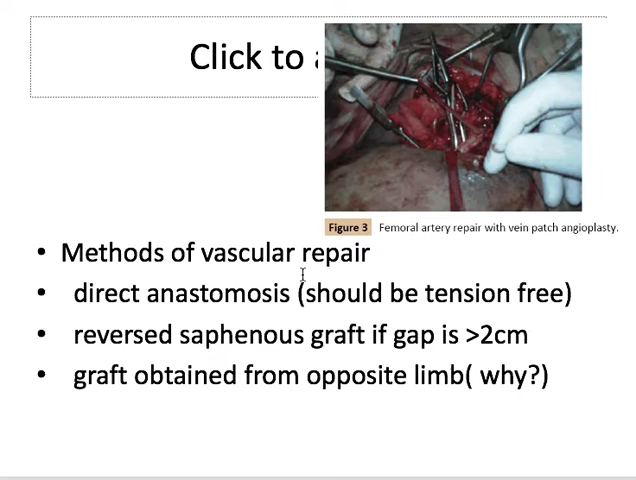 Click to
Figure 3 Femoral artery repair with vein patch angioplasty.
• Methods of vascular repair
• direct anastomosis (should be tension free)
• reversed saphenous graft if gap is >2cm
• graft obtained from opposite limb( why?)